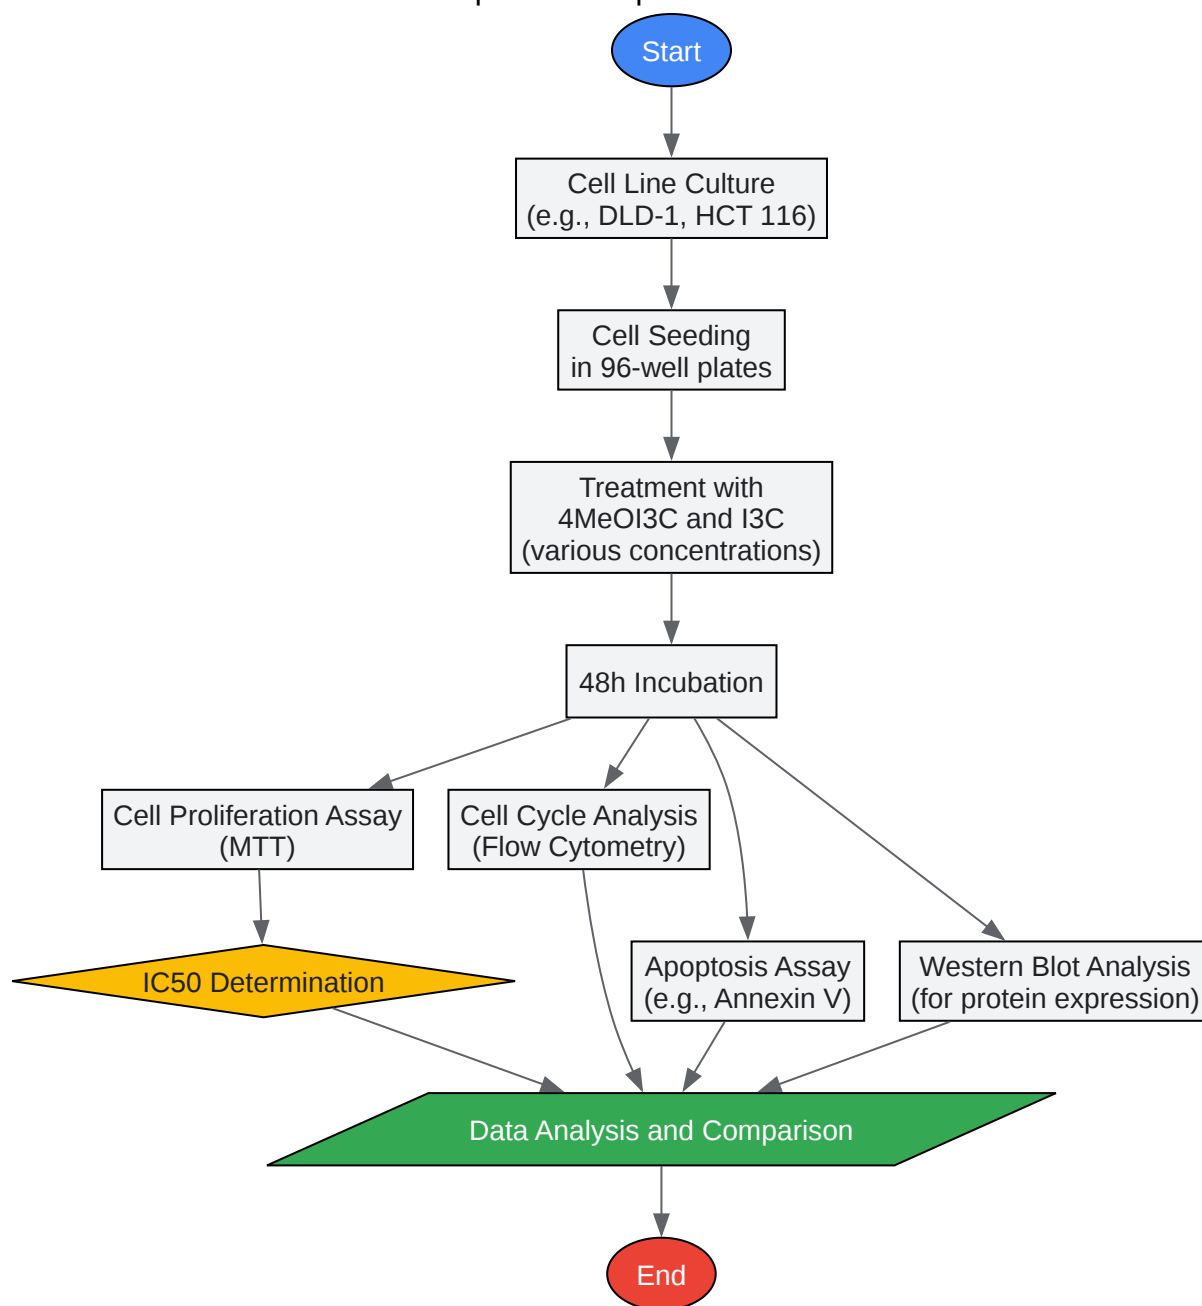 Start
Cell Line Culture
(e.g., DLD-1, HCT 116)
Cell Seeding
in 96-well plates
Treatment with
4MeOI3C and I3C
(various concentrations)
48h Incubation
Cell Proliferation Assay
(MTT)
Cell Cycle Analysis
(Flow Cytometry)
IC50 Determination
Apoptosis Assay
(e.g., Annexin V)
Western Blot Analysis
(for protein expression)
Data Analysis and Comparison
End